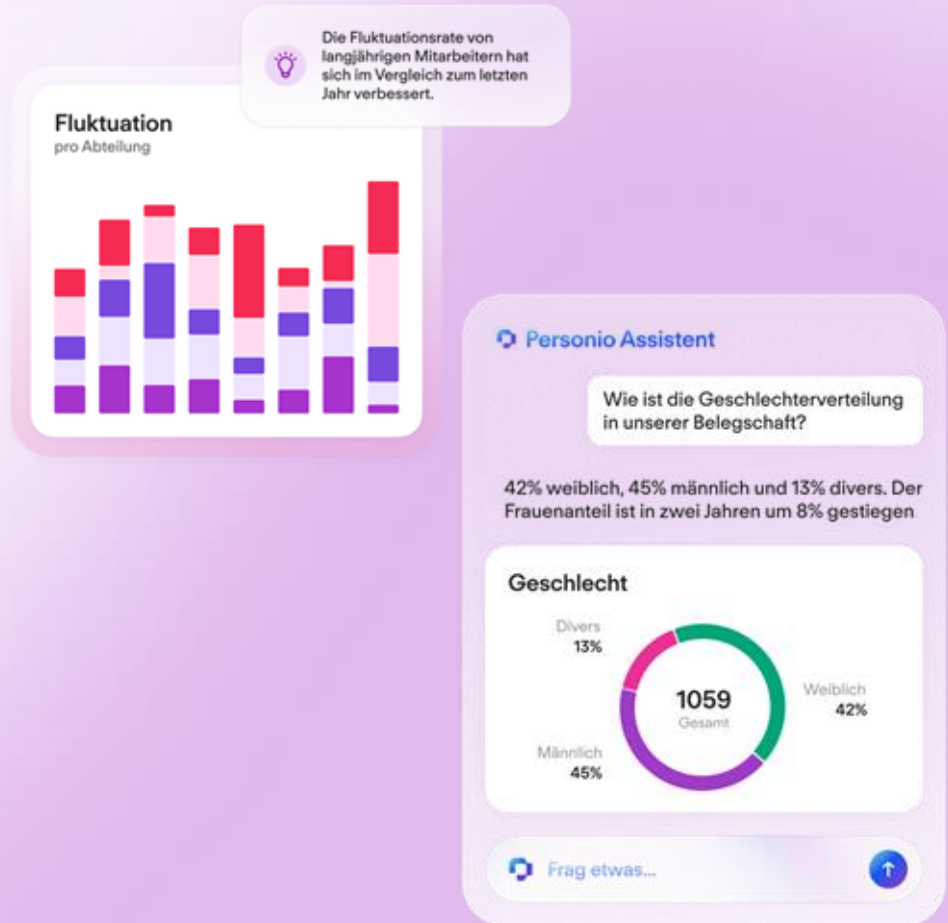 Die Fluktuationsrate von
langjährigen Mitarbeitern hat
sich im Vergleich zum letzten
Jahr verbessert.
Fluktuation
pro Abteilung
Personio Assistent
Wie ist die Geschlechterverteilung
in unserer Belegschaft?
42% weiblich, 45% männlich und 13% divers. Der
Frauenanteil ist in zwei Jahren um 8% gestiegen
Geschlecht
Divers
13%
1059
Gesamt
Weiblich
42%
Männlich
45%
Frag etwas...